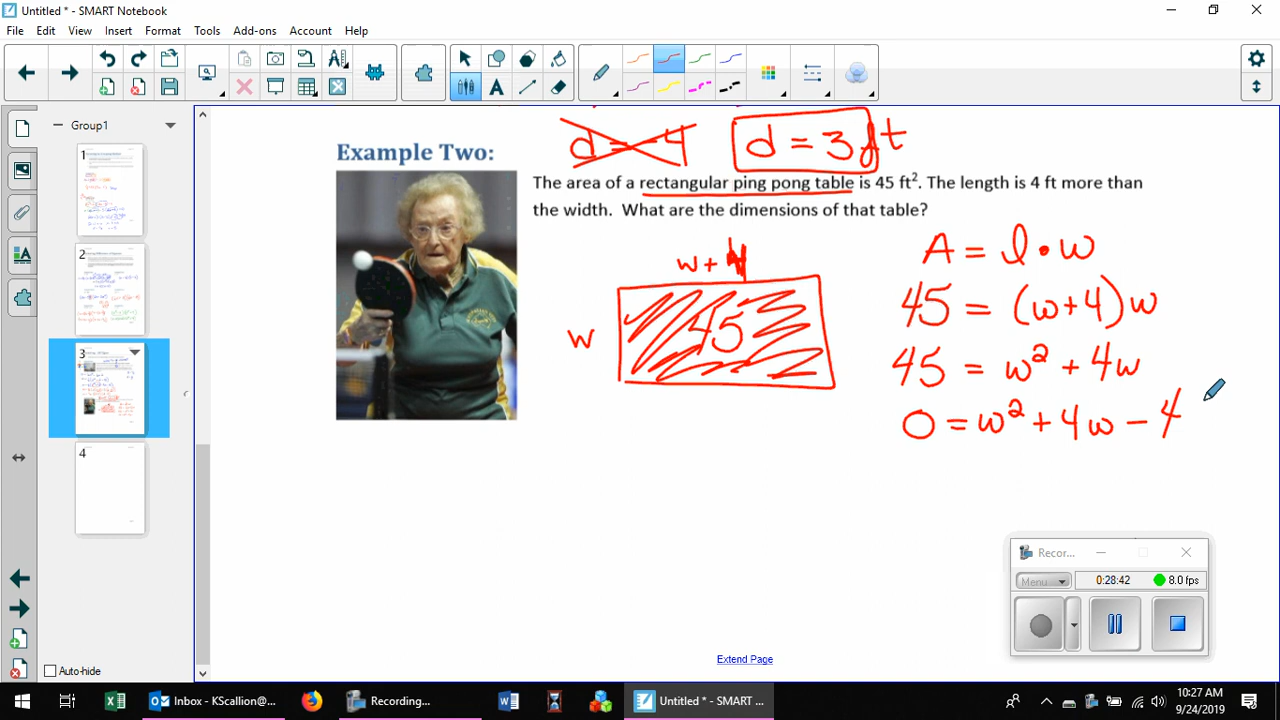 Untitled * - SMART Notebook
File Edit View Insert Format Tools Add-ons Account Help
Group1
1
2
3
4
Auto-hide
d = 4 d = 3 ft
Example Two:
The area of a rectangular ping pong table is 45 ft². The length is 4 ft more than
the width. What are the dimensions of that table?
w + 4
w
45
A = l • w
45 = (w+4)w
45 = w² + 4w
0 = w² + 4w - 4
Extend Page
Recor...
Menu 0:28:42 8.0 fps
Inbox - KScallion@... Recording... Untitled * - SMART ...
10:27 AM
9/24/2019